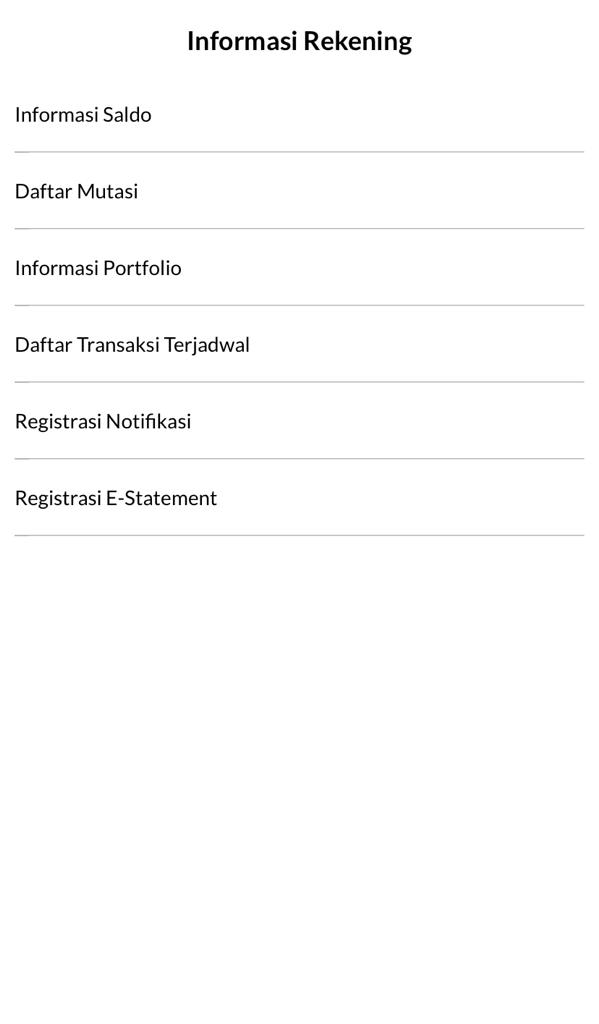 Informasi Rekening
Informasi Saldo
Daftar Mutasi
Informasi Portfolio
Daftar Transaksi Terjadwal
Registrasi Notifikasi
Registrasi E-Statement